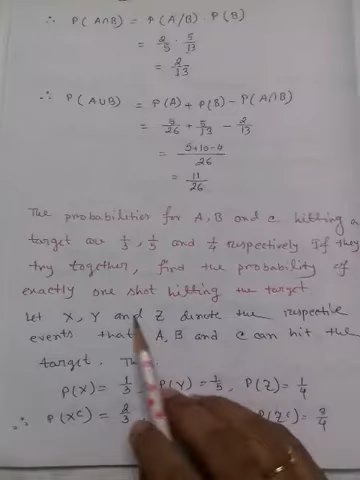 ∴ P(A∩B) = P(A/B) . P(B)
= 2/5 . 5/13
= 2/13
∴ P(A∪B) = P(A) + P(B) - P(A∩B)
= 5/26 + 5/13 - 2/13
= 5+10-4/26
= 11/26
The probabilities for A, B and C hitting a
target are 1/3, 1/5 and 1/4 respectively If they
try together, find the probability of
exactly one shot hitting the target.
Let X, Y and Z denote the respective
events that A, B and C can hit the
target.
P(X) = 1/3, P(Y) = 1/5, P(Z) = 1/4
∴ P(XC) = 2/3 P(ZC) = 3/4